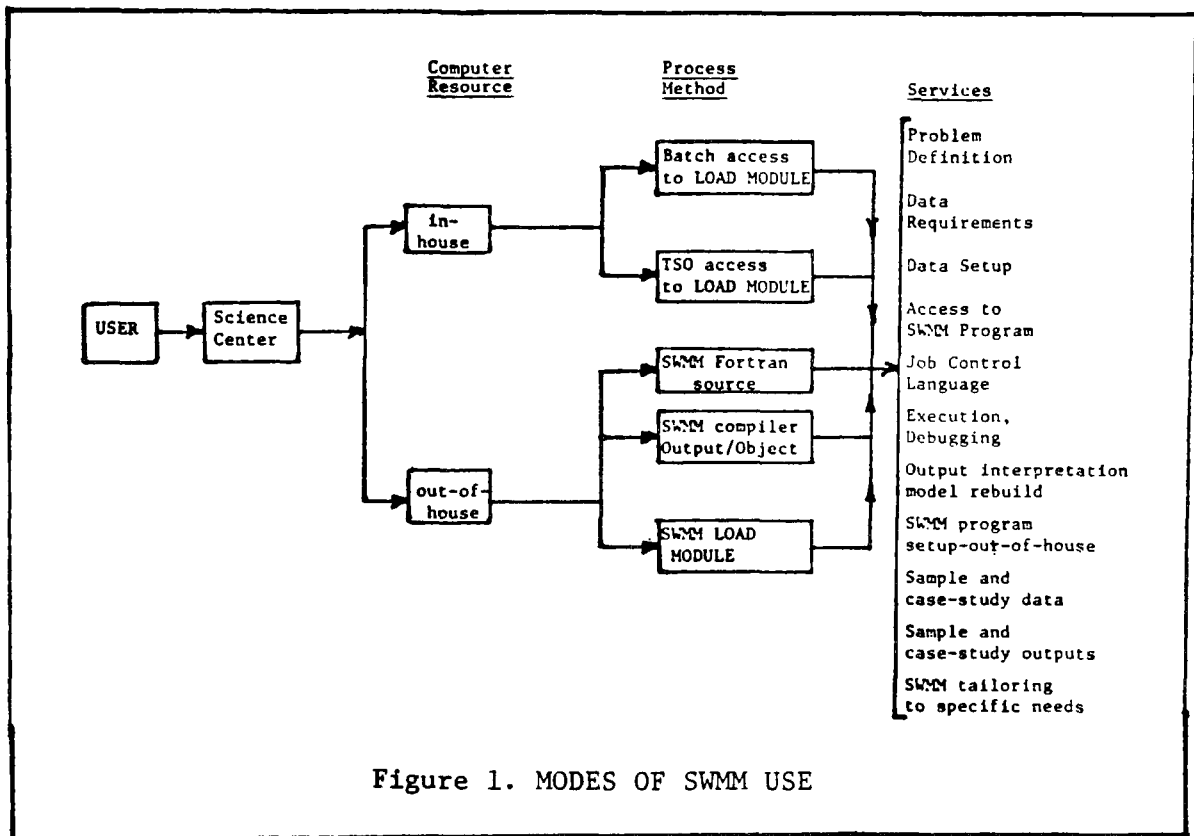 Computer
Resource
Process
Method
Services
USER
Science
Center
in-
house
out-of-
house
Batch access
to LOAD MODULE
TSO access
to LOAD MODULE
SWMM Fortran
source
SWMM compiler
Output/Object
SWMM LOAD
MODULE
Problem
Definition
Data
Requirements
Data Setup
Access to
SWMM Program
Job Control
Language
Execution,
Debugging
Output interpretation
model rebuild
SWMM program
setup-out-of-house
Sample and
case-study data
Sample and
case-study outputs
SWMM tailoring
to specific needs
Figure 1. MODES OF SWMM USE